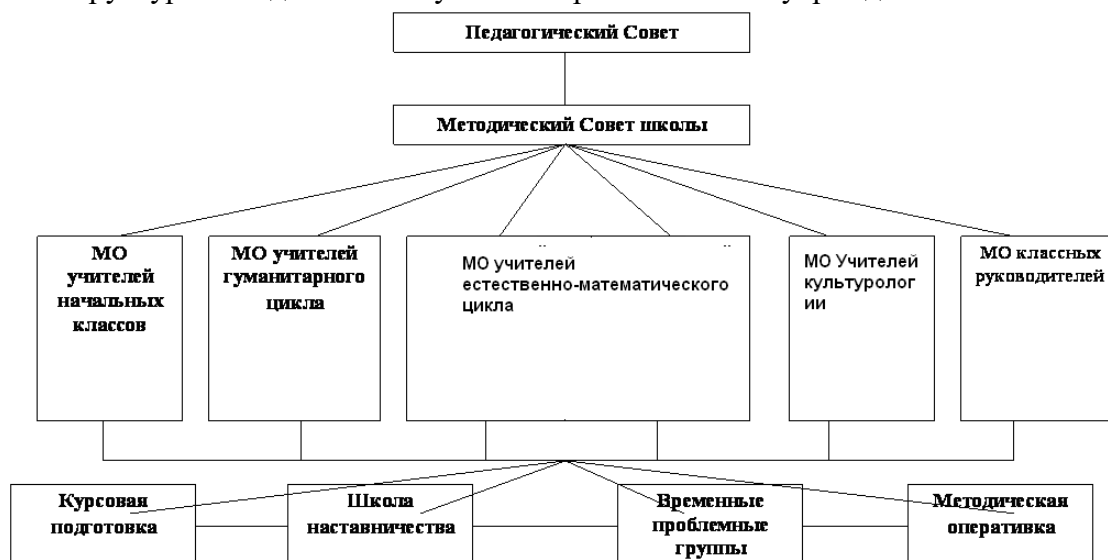 Педагогический Совет
Методический Совет школы
МО
учителей
начальных
классов
МО учителей
гуманитарного
цикла
МО учителей
естественно-математического
цикла
МО Учителей
культуролог
ии
МО классных
руководителей
Курсовая
подготовка
Школа
наставничества
Временные
проблемные
группы
Методическая
оперативка